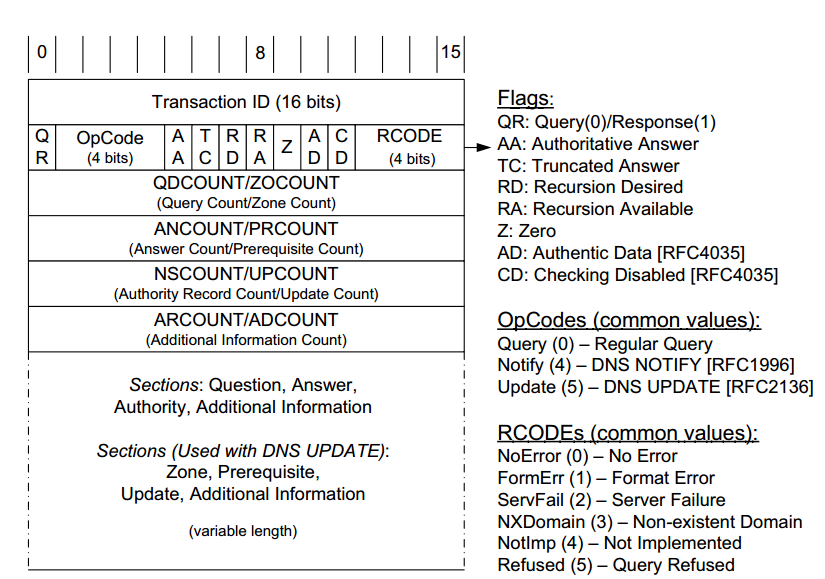 0 8 15
Transaction ID (16 bits)
QR OpCode (4 bits) AA TC RD RA Z AD CD RCODE (4 bits)
QDCOUNT/ZOCOUNT
(Query Count/Zone Count)
ANCOUNT/PRCOUNT
(Answer Count/Prerequisite Count)
NSCOUNT/UPCOUNT
(Authority Record Count/Update Count)
ARCOUNT/ADCOUNT
(Additional Information Count)
Sections: Question, Answer,
Authority, Additional Information
Sections (Used with DNS UPDATE):
Zone, Prerequisite,
Update, Additional Information
(variable length)
Flags:
QR: Query(0)/Response(1)
AA: Authoritative Answer
TC: Truncated Answer
RD: Recursion Desired
RA: Recursion Available
Z: Zero
AD: Authentic Data [RFC4035]
CD: Checking Disabled [RFC4035]
OpCodes (common values):
Query (0) – Regular Query
Notify (4) – DNS NOTIFY [RFC1996]
Update (5) – DNS UPDATE [RFC2136]
RCODEs (common values):
NoError (0) – No Error
FormErr (1) – Format Error
ServFail (2) – Server Failure
NXDomain (3) – Non-existent Domain
NotImp (4) – Not Implemented
Refused (5) – Query Refused